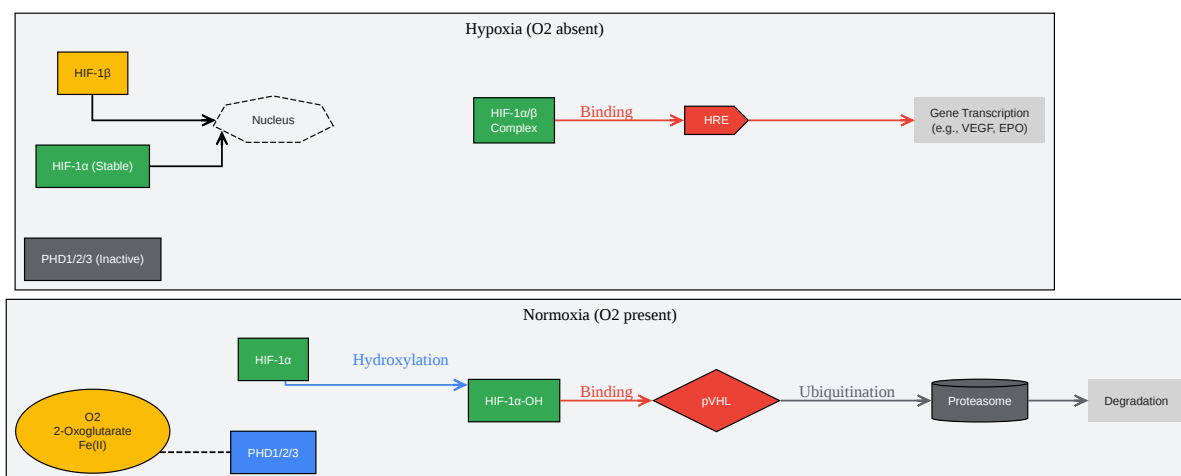 Hypoxia (O2 absent)
HIF-1β
Nucleus
HIF-1α (Stable)
PHD1/2/3 (Inactive)
HIF-1α/β
Complex
Binding
HRE
Gene Transcription
(e.g., VEGF, EPO)
Normoxia (O2 present)
HIF-1α
Hydroxylation
HIF-1α-OH
Binding
pVHL
Ubiquitination
Proteasome
Degradation
O2
2-Oxoglutarate
Fe(II)
PHD1/2/3